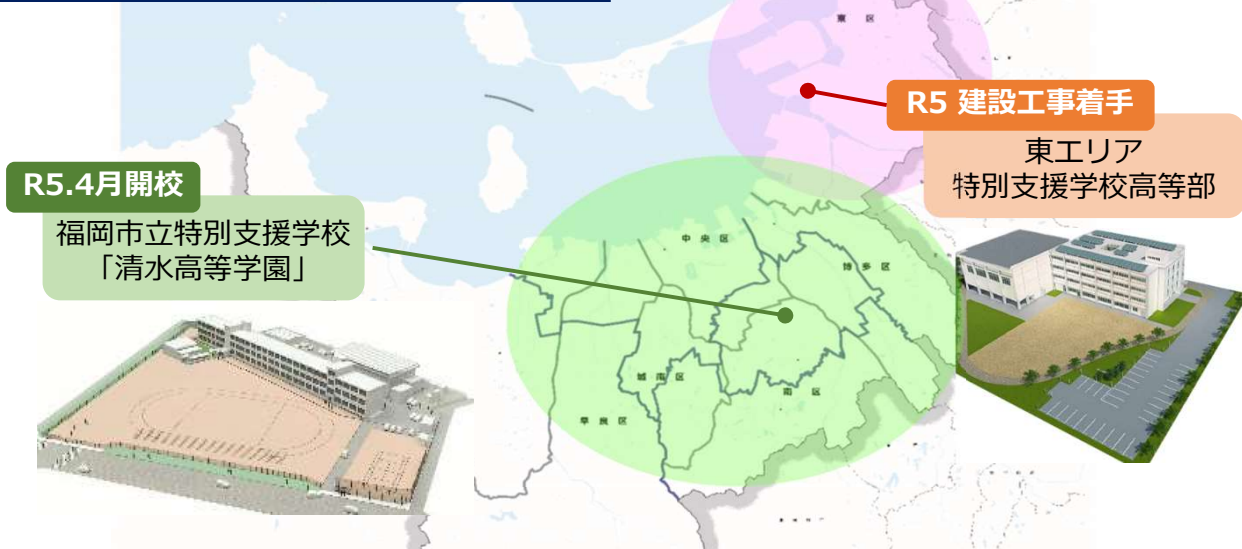 東 区
R5 建設工事着手
東エリア
特別支援学校高等部
R5.4月開校
福岡市立特別支援学校
「清水高等学園」
中 央 区
博 多 区
城 南 区
南 区
早 良 区